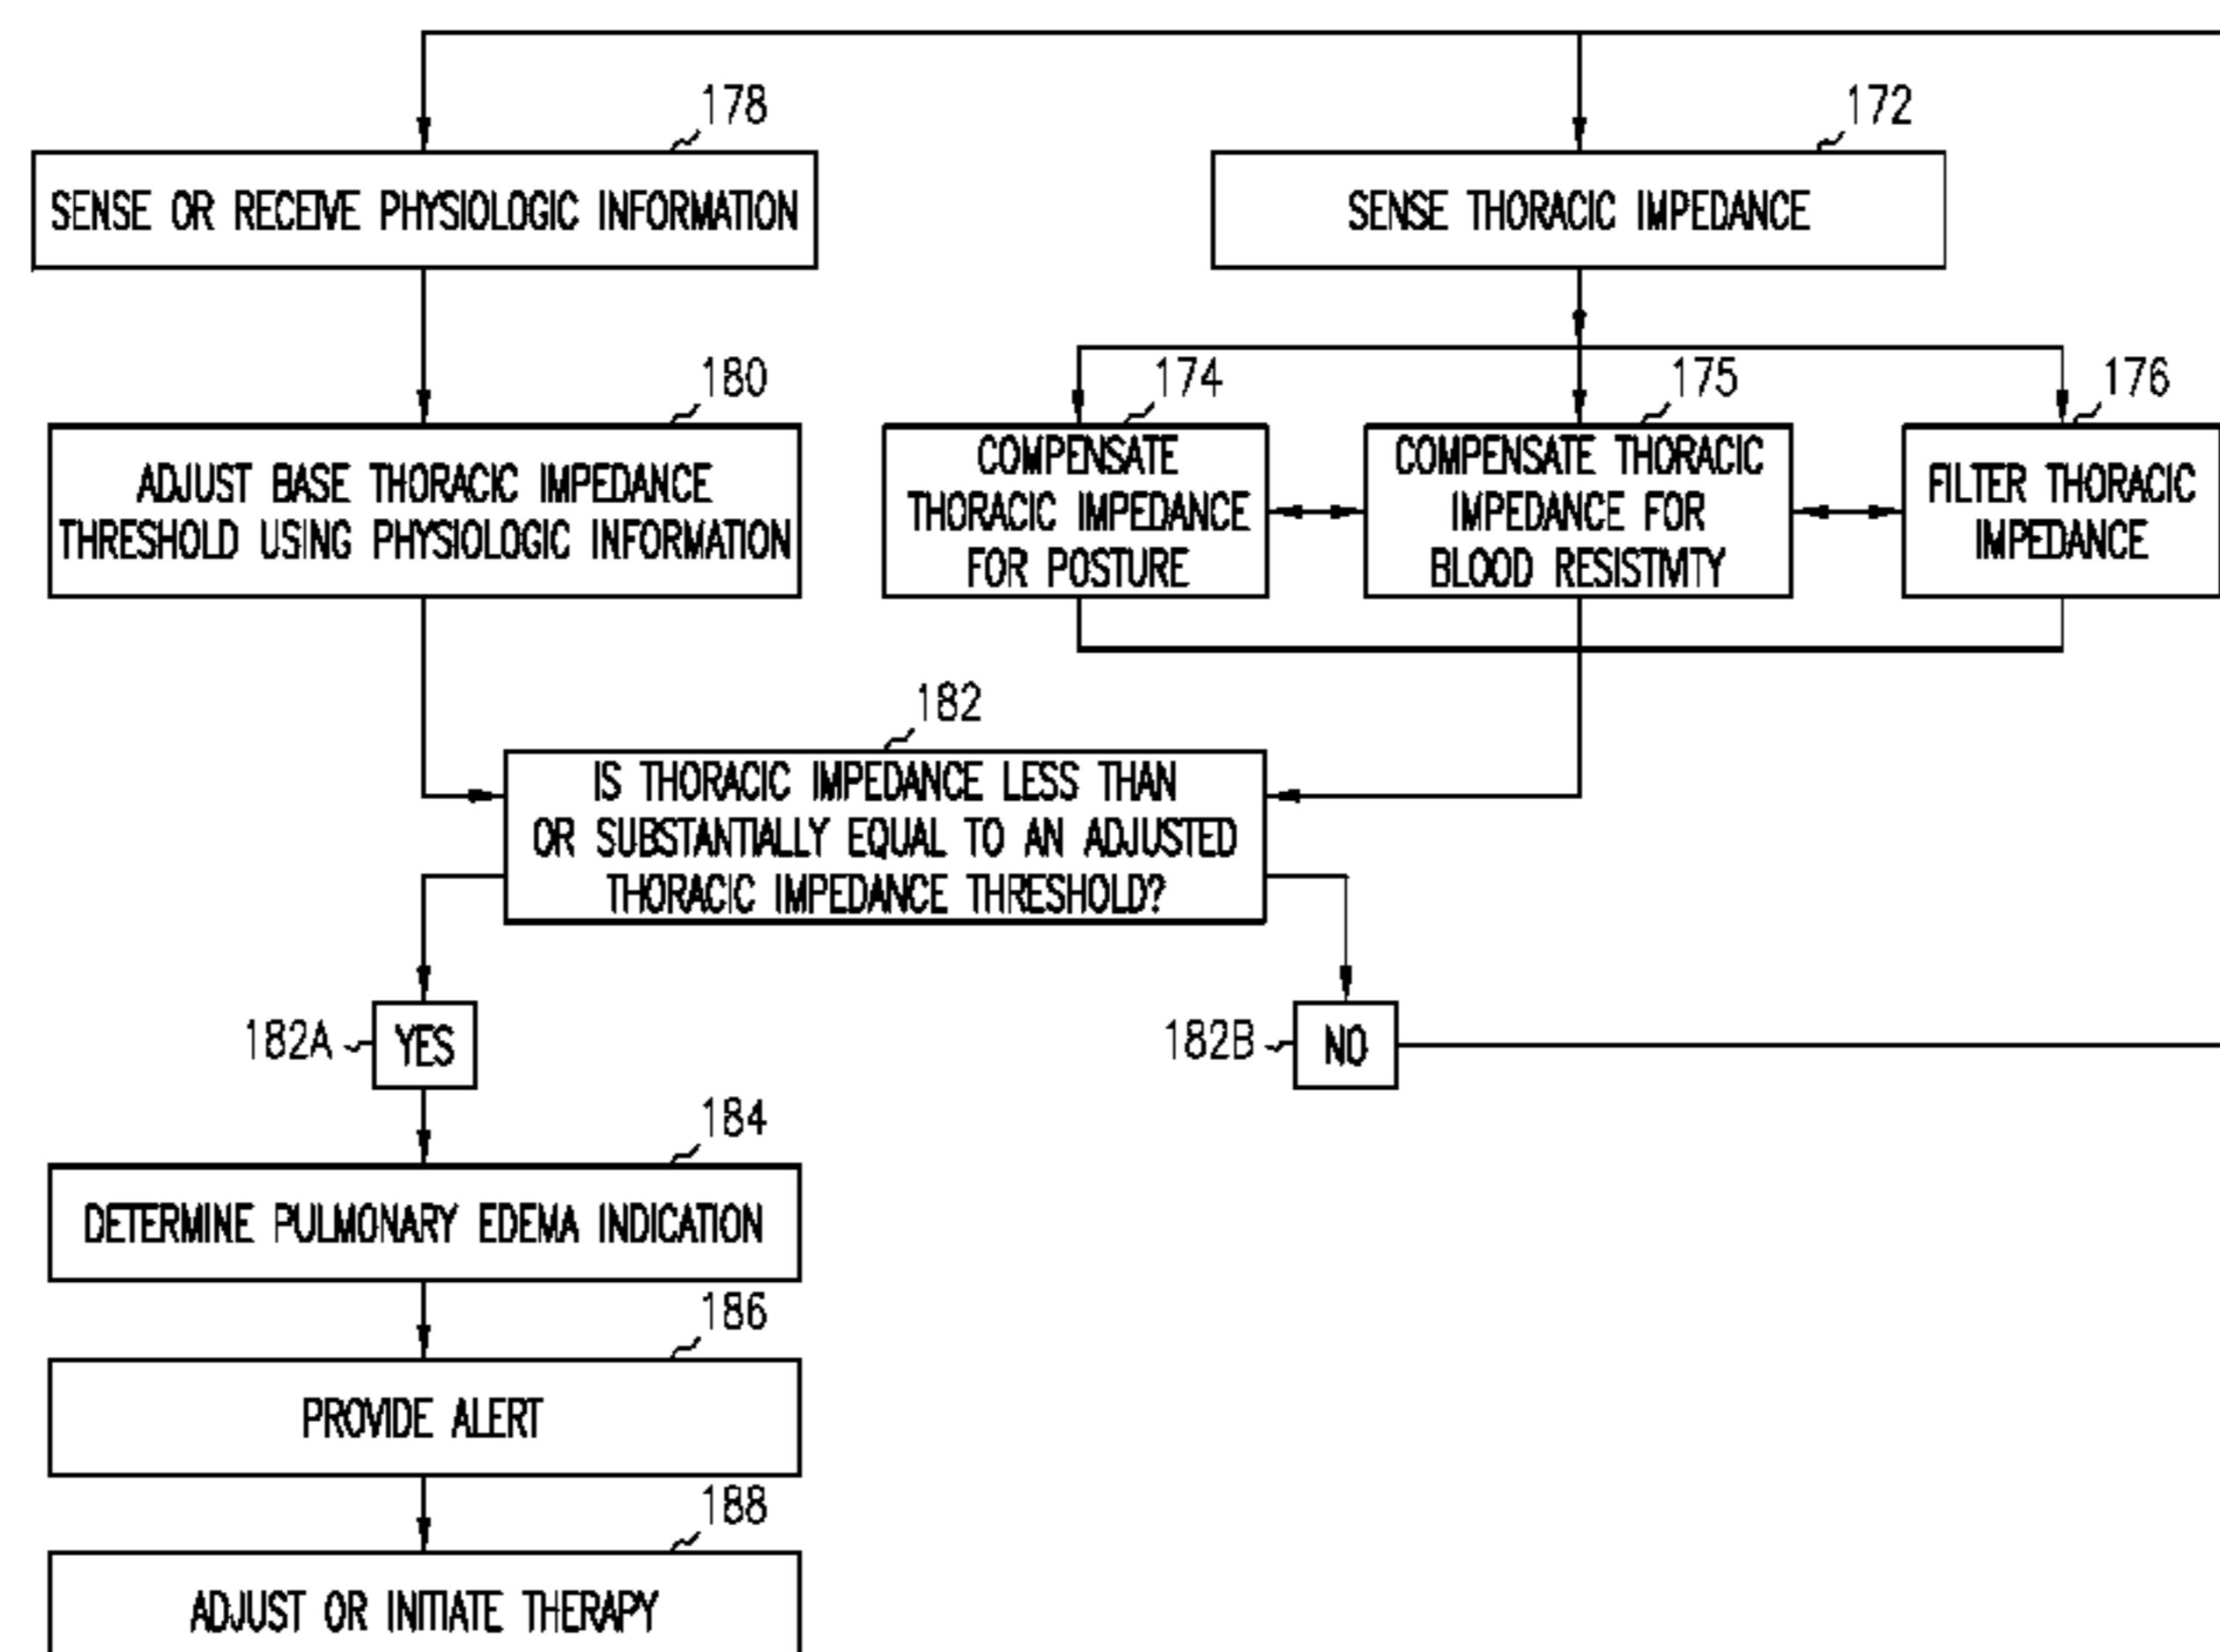 178
SENSE OR RECEIVE PHYSIOLOGIC INFORMATION
172
SENSE THORACIC IMPEDANCE
180
ADJUST BASE THORACIC IMPEDANCE
THRESHOLD USING PHYSIOLOGIC INFORMATION
174
COMPENSATE
THORACIC IMPEDANCE
FOR POSTURE
175
COMPENSATE THORACIC
IMPEDANCE FOR
BLOOD RESISTIVITY
176
FILTER THORACIC
IMPEDANCE
182
IS THORACIC IMPEDANCE LESS THAN
OR SUBSTANTIALLY EQUAL TO AN ADJUSTED
THORACIC IMPEDANCE THRESHOLD?
182A
YES
182B
NO
184
DETERMINE PULMONARY EDEMA INDICATION
186
PROVIDE ALERT
188
ADJUST OR INITIATE THERAPY